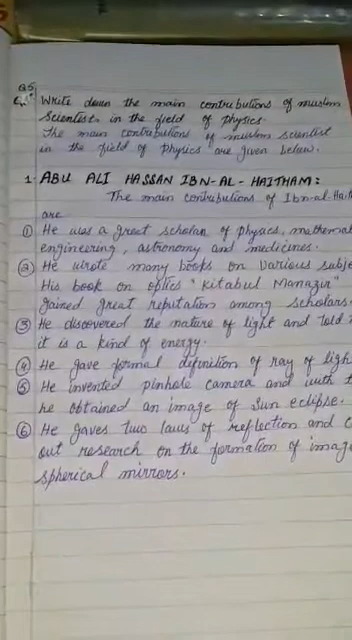 Q5
Write down the main contributions of muslim
scientists in the field of physics.
The main contributions of muslim scientist
in the field of physics are given below.
1. ABU ALI HASSAN IBN-AL-HAITHAM:
The main contributions of Ibn-al-Hait
are
① He was a great scholar of physics, mathemat
engineering, astronomy and medicines.
② He wrote many books on various subje
His book on optics "Kitabul Manazir"
gained great reputation among scholars.
③ He discovered the nature of light and told
it is a kind of energy.
④ He gave formal definition of ray of ligh
⑤ He invented pinhole camera and with t
he obtained an image of Sun eclipse.
⑥ He gaves two laws of reflection and c
out research on the formation of imag
spherical mirrors.